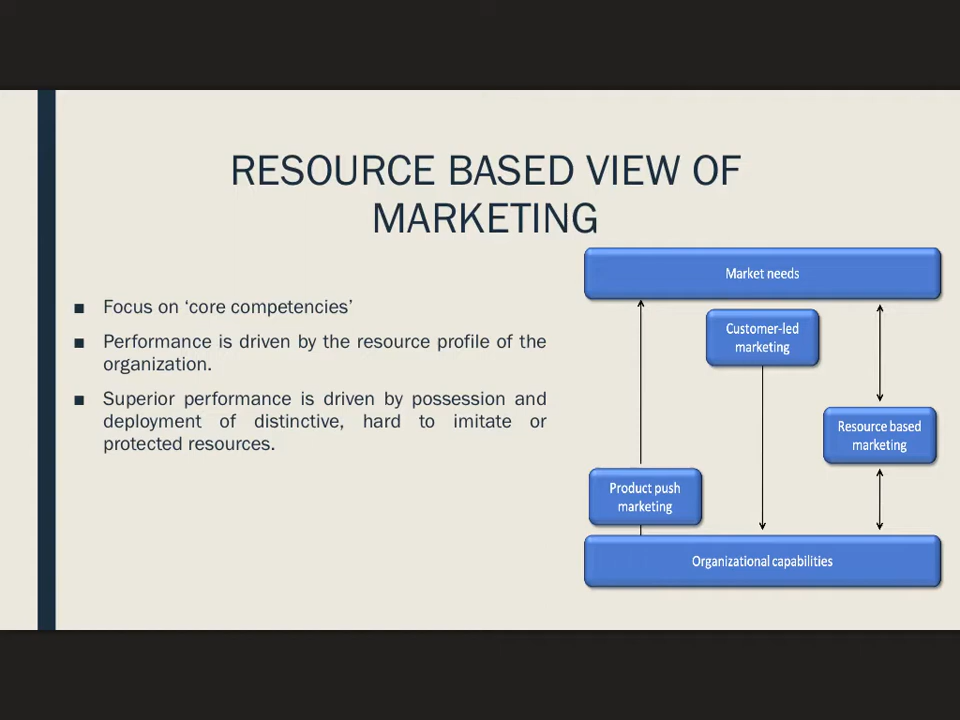 RESOURCE BASED VIEW OF
MARKETING
■ Focus on ‘core competencies’
■ Performance is driven by the resource profile of the
organization.
■ Superior performance is driven by possession and
deployment of distinctive, hard to imitate or
protected resources.
Market needs
Customer-led
marketing
Resource based
marketing
Product push
marketing
Organizational capabilities